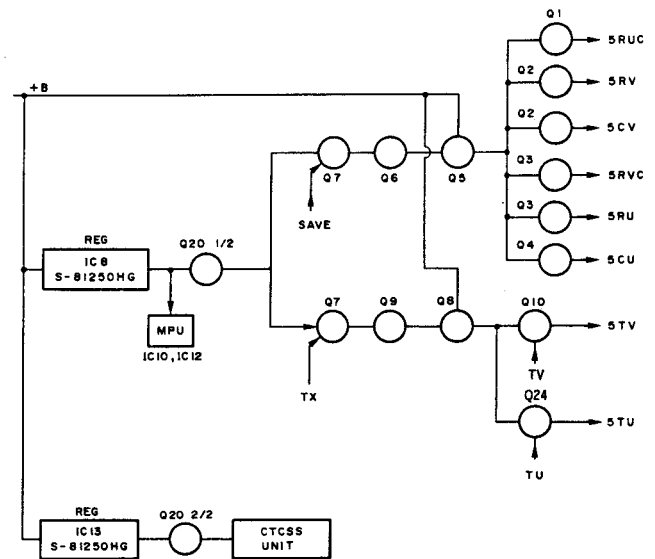 Q1
5RUC
+B
Q2
5RV
Q2
5CV
Q7
Q6
Q5
Q3
5RVC
SAVE
Q3
5RU
REG
Q20 1/2
Q4
5CU
IC8
S-81250HG
Q7
Q9
Q8
Q10
5TV
MPU
IC10, IC12
TX
TV
Q24
5TU
TU
REG
Q20 2/2
IC13
S-81250HG
CTCSS
UNIT